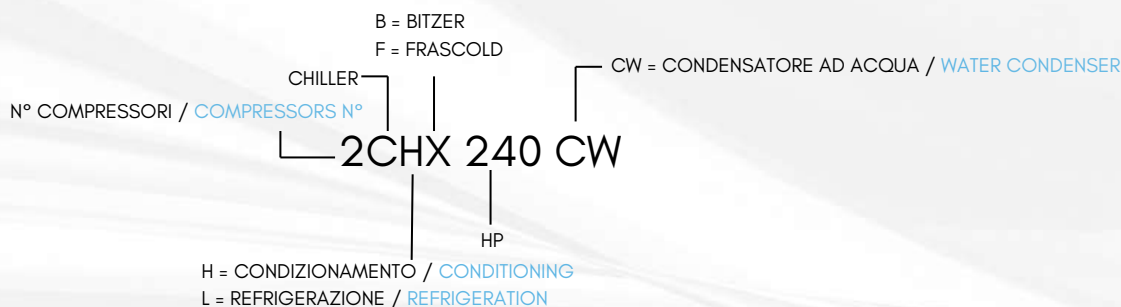 B = BITZER
F = FRASCOLD
CW = CONDENSATORE AD ACQUA / WATER CONDENSER
CHILLER
N° COMPRESSORI / COMPRESSORS N°
2CHX 240 CW
HP
H = CONDIZIONAMENTO / CONDITIONING
L = REFRIGERAZIONE / REFRIGERATION